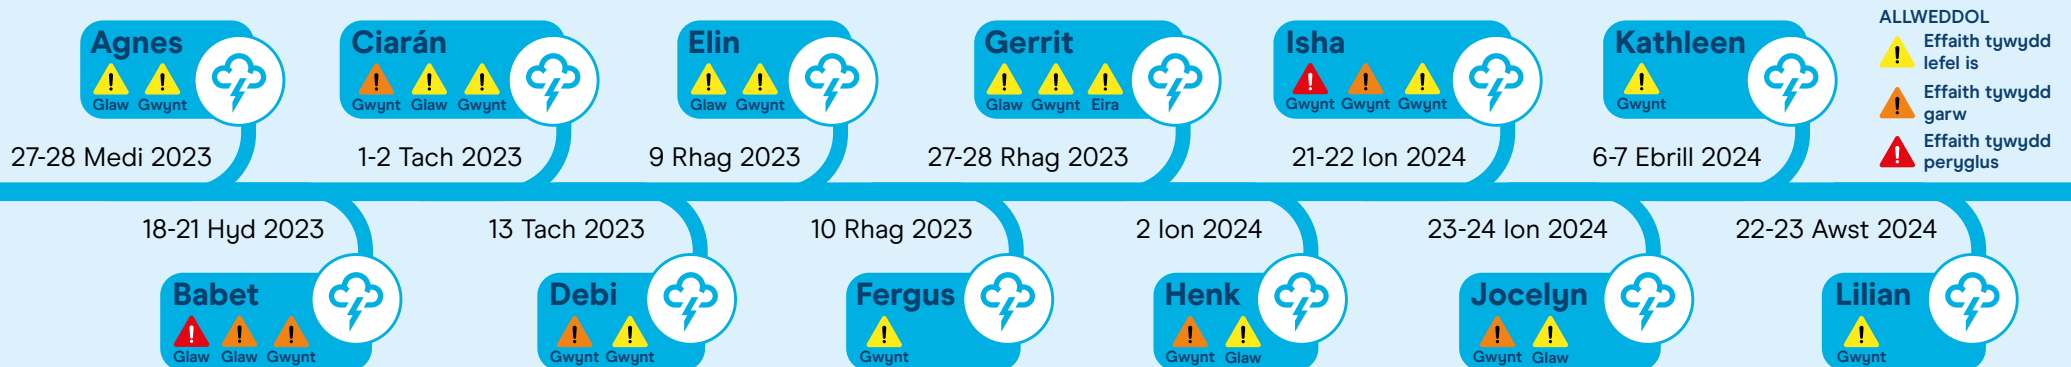 Agnes
Glaw Gwynt
27-28 Medi 2023
Ciarán
Gwynt Glaw Gwynt
1-2 Tach 2023
Elin
Glaw Gwynt
9 Rhag 2023
Gerrit
Glaw Gwynt Eira
27-28 Rhag 2023
Isha
Gwynt Gwynt Gwynt
21-22 Ion 2024
Kathleen
Gwynt
6-7 Ebrill 2024
ALLWEDDOL
Effaith tywydd
lefel is
Effaith tywydd
garw
Effaith tywydd
peryglus
18-21 Hyd 2023
Babet
Glaw Glaw Gwynt
13 Tach 2023
Debi
Gwynt Gwynt
10 Rhag 2023
Fergus
Gwynt
2 Ion 2024
Henk
Gwynt Glaw
23-24 Ion 2024
Jocelyn
Gwynt Glaw
22-23 Awst 2024
Lilian
Gwynt